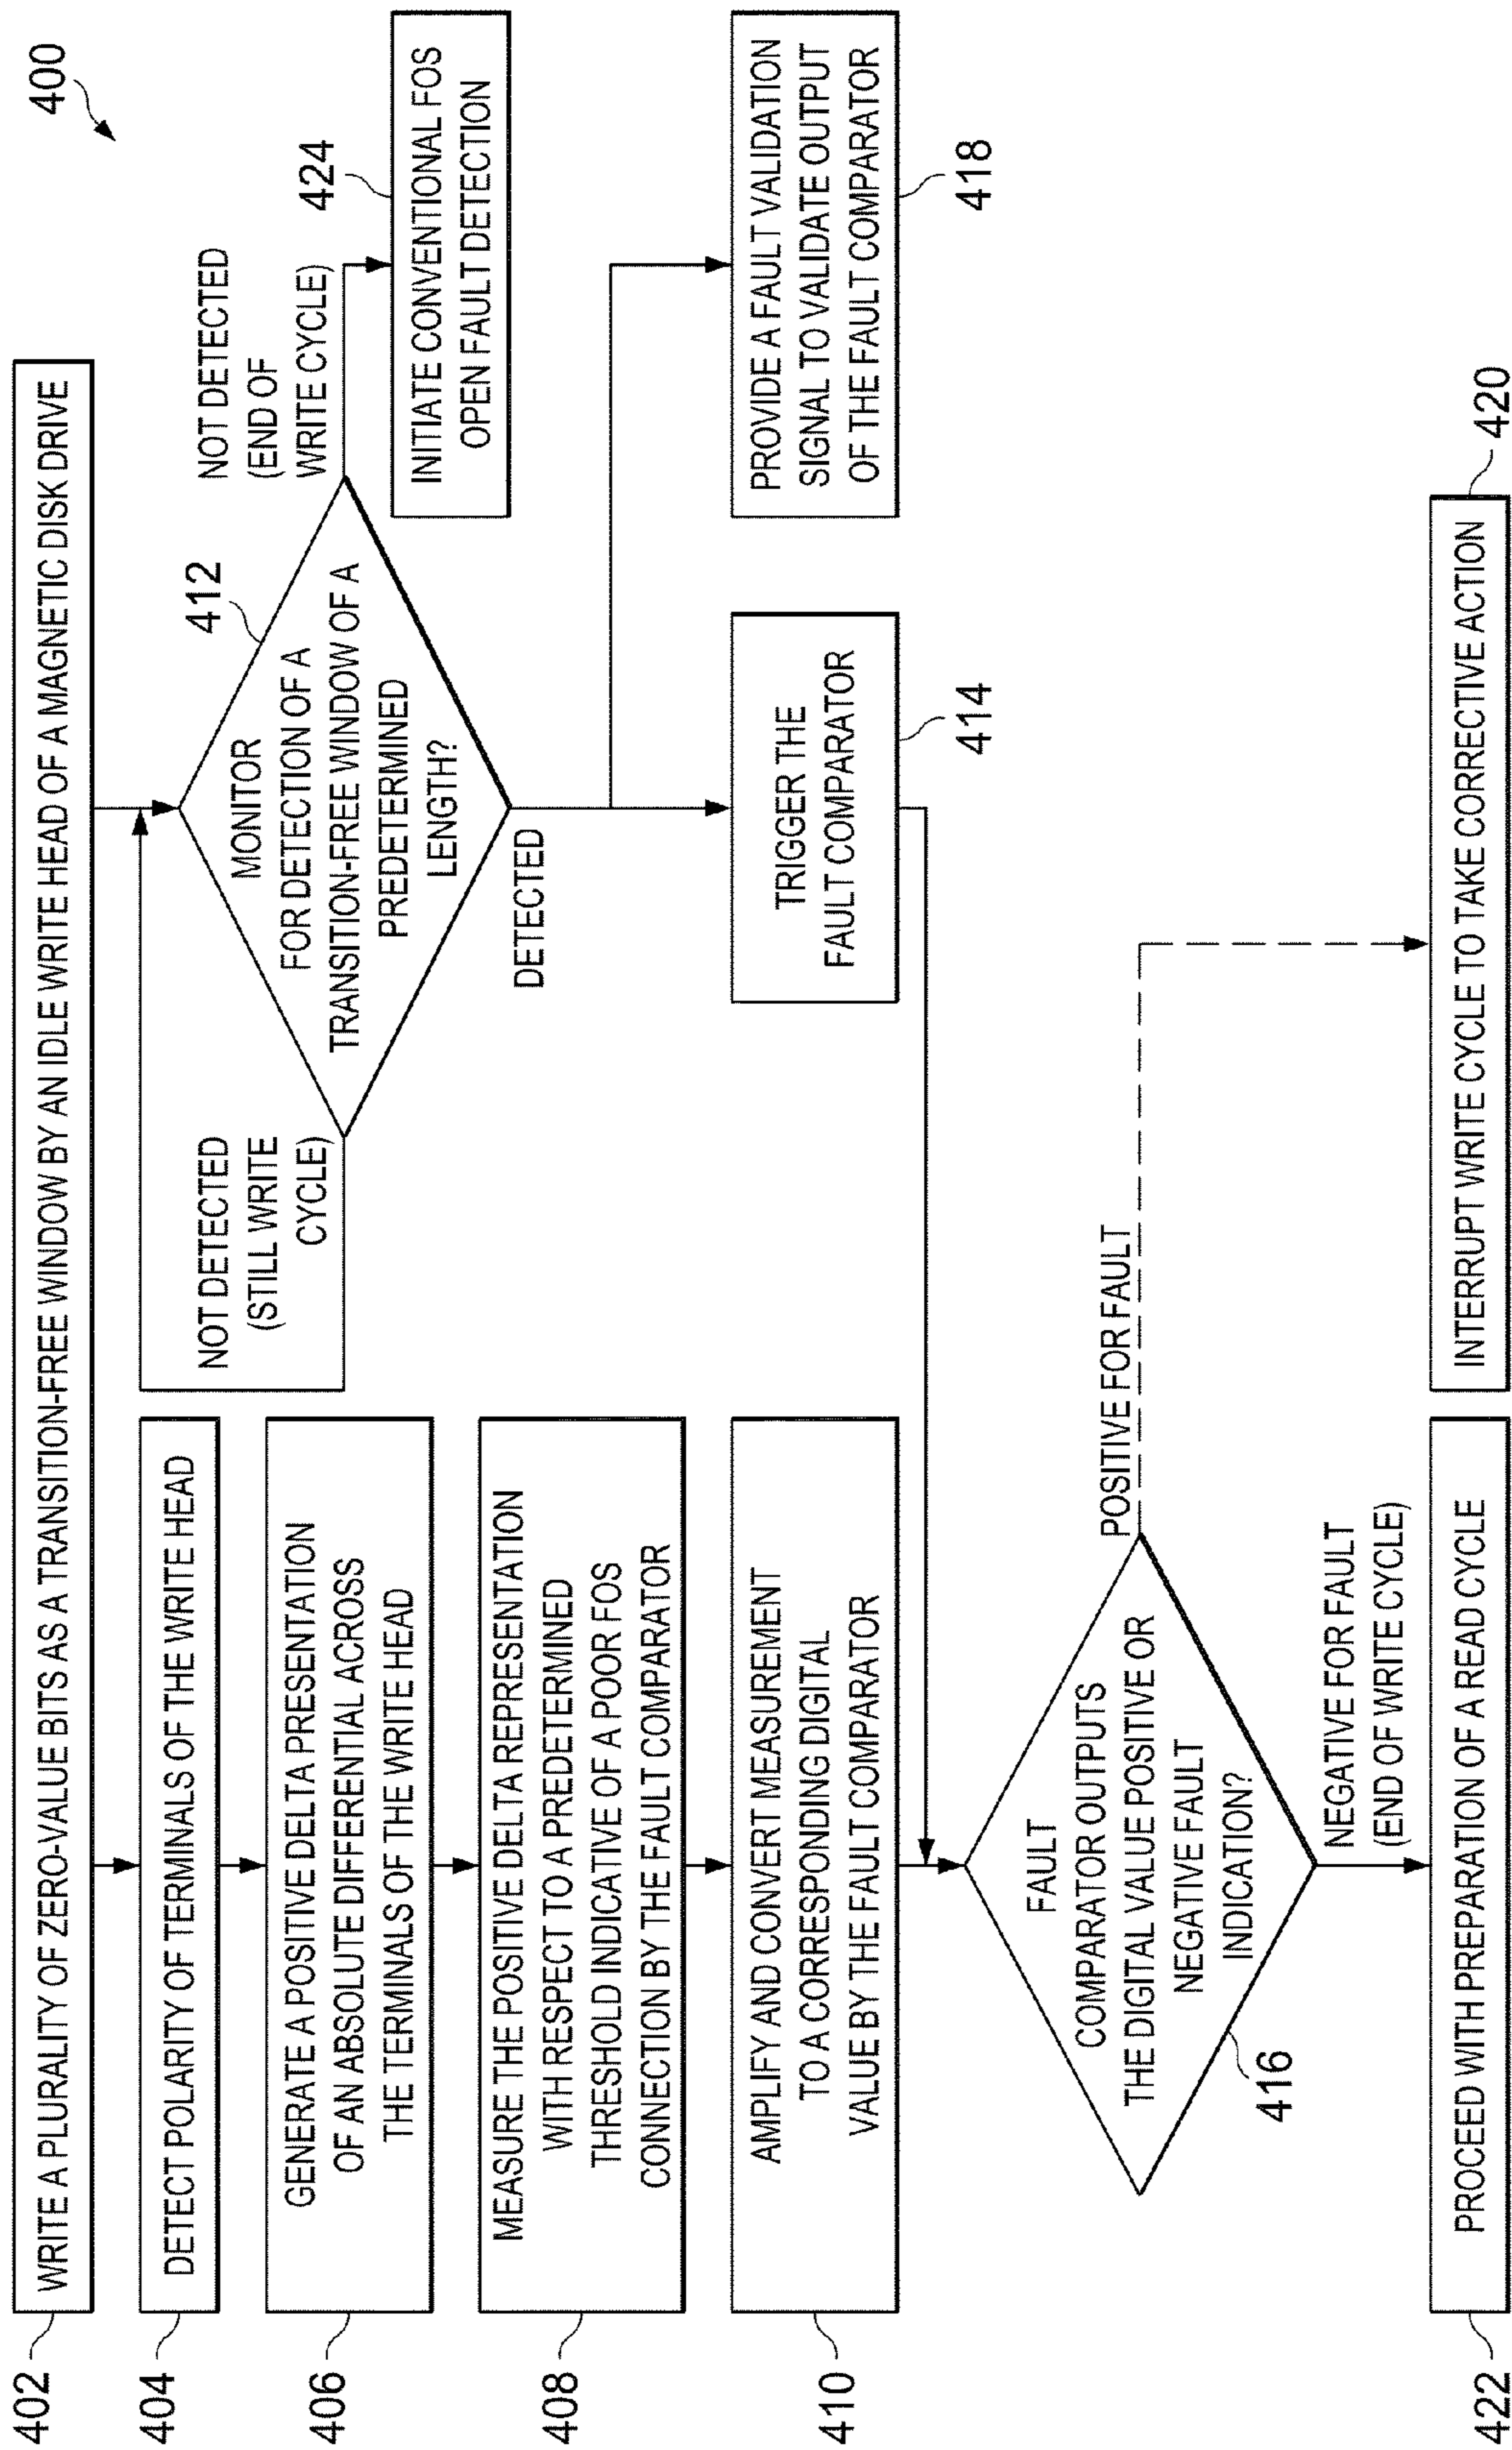 400
402
WRITE A PLURALITY OF ZERO-VALUE BITS AS A TRANSITION-FREE WINDOW BY AN IDLE WRITE HEAD OF A MAGNETIC DISK DRIVE
404
DETECT POLARITY OF TERMINALS OF THE WRITE HEAD
406
GENERATE A POSITIVE DELTA PRESENTATION
OF AN ABSOLUTE DIFFERENTIAL ACROSS
THE TERMINALS OF THE WRITE HEAD
408
MEASURE THE POSITIVE DELTA REPRESENTATION
WITH RESPECT TO A PREDETERMINED
THRESHOLD INDICATIVE OF A POOR FOS
CONNECTION BY THE FAULT COMPARATOR
410
AMPLIFY AND CONVERT MEASUREMENT
TO A CORRESPONDING DIGITAL
VALUE BY THE FAULT COMPARATOR
NOT DETECTED
(STILL WRITE
CYCLE)
412
MONITOR
FOR DETECTION OF A
TRANSITION-FREE WINDOW OF A
PREDETERMINED
LENGTH?
NOT DETECTED
(END OF
WRITE CYCLE)
424
INITIATE CONVENTIONAL FOS
OPEN FAULT DETECTION
DETECTED
TRIGGER THE
FAULT COMPARATOR
414
PROVIDE A FAULT VALIDATION
SIGNAL TO VALIDATE OUTPUT
OF THE FAULT COMPARATOR
418
FAULT
COMPARATOR OUTPUTS
THE DIGITAL VALUE POSITIVE OR
NEGATIVE FAULT
INDICATION?
416
POSITIVE FOR FAULT
NEGATIVE FOR FAULT
(END OF WRITE CYCLE)
422
PROCEED WITH PREPARATION OF A READ CYCLE
INTERRUPT WRITE CYCLE TO TAKE CORRECTIVE ACTION
420